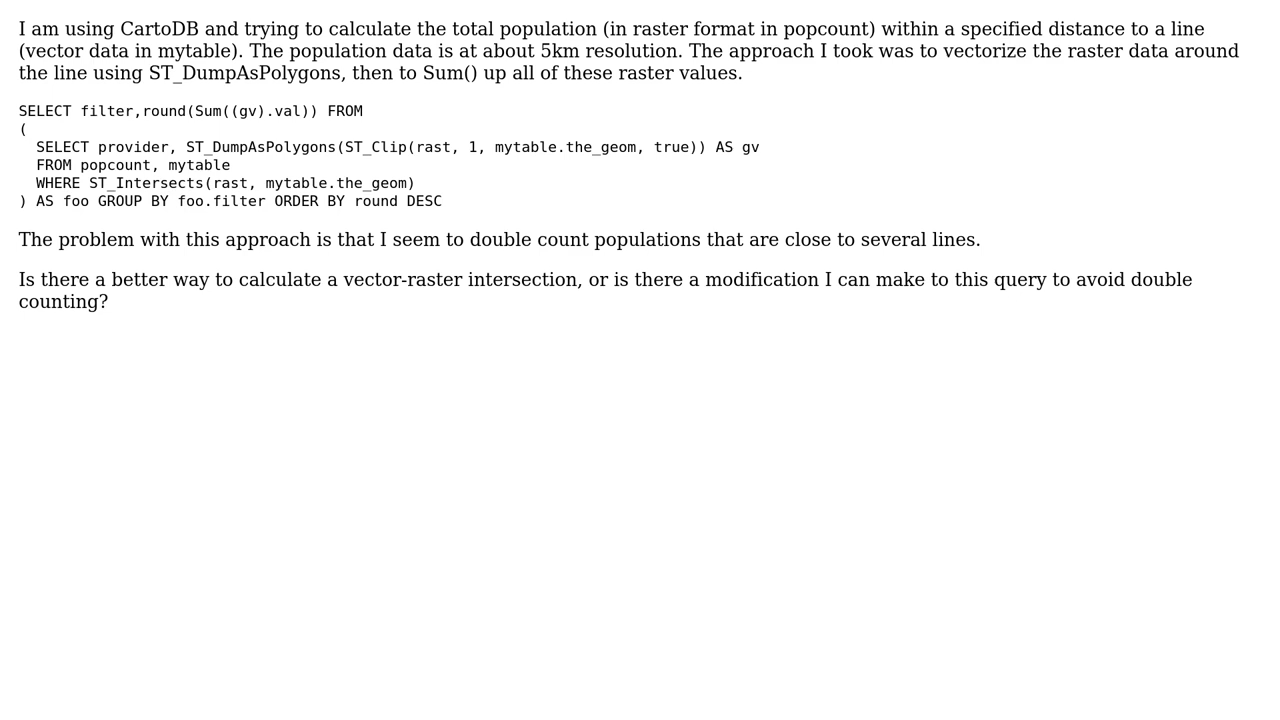 I am using CartoDB and trying to calculate the total population (in raster format in popcount) within a specified distance to a line
(vector data in mytable). The population data is at about 5km resolution. The approach I took was to vectorize the raster data around
the line using ST_DumpAsPolygons, then to Sum() up all of these raster values.
SELECT filter,round(Sum((gv).val)) FROM
(
  SELECT provider, ST_DumpAsPolygons(ST_Clip(rast, 1, mytable.the_geom, true)) AS gv
  FROM popcount, mytable
  WHERE ST_Intersects(rast, mytable.the_geom)
) AS foo GROUP BY foo.filter ORDER BY round DESC
The problem with this approach is that I seem to double count populations that are close to several lines.
Is there a better way to calculate a vector-raster intersection, or is there a modification I can make to this query to avoid double
counting?